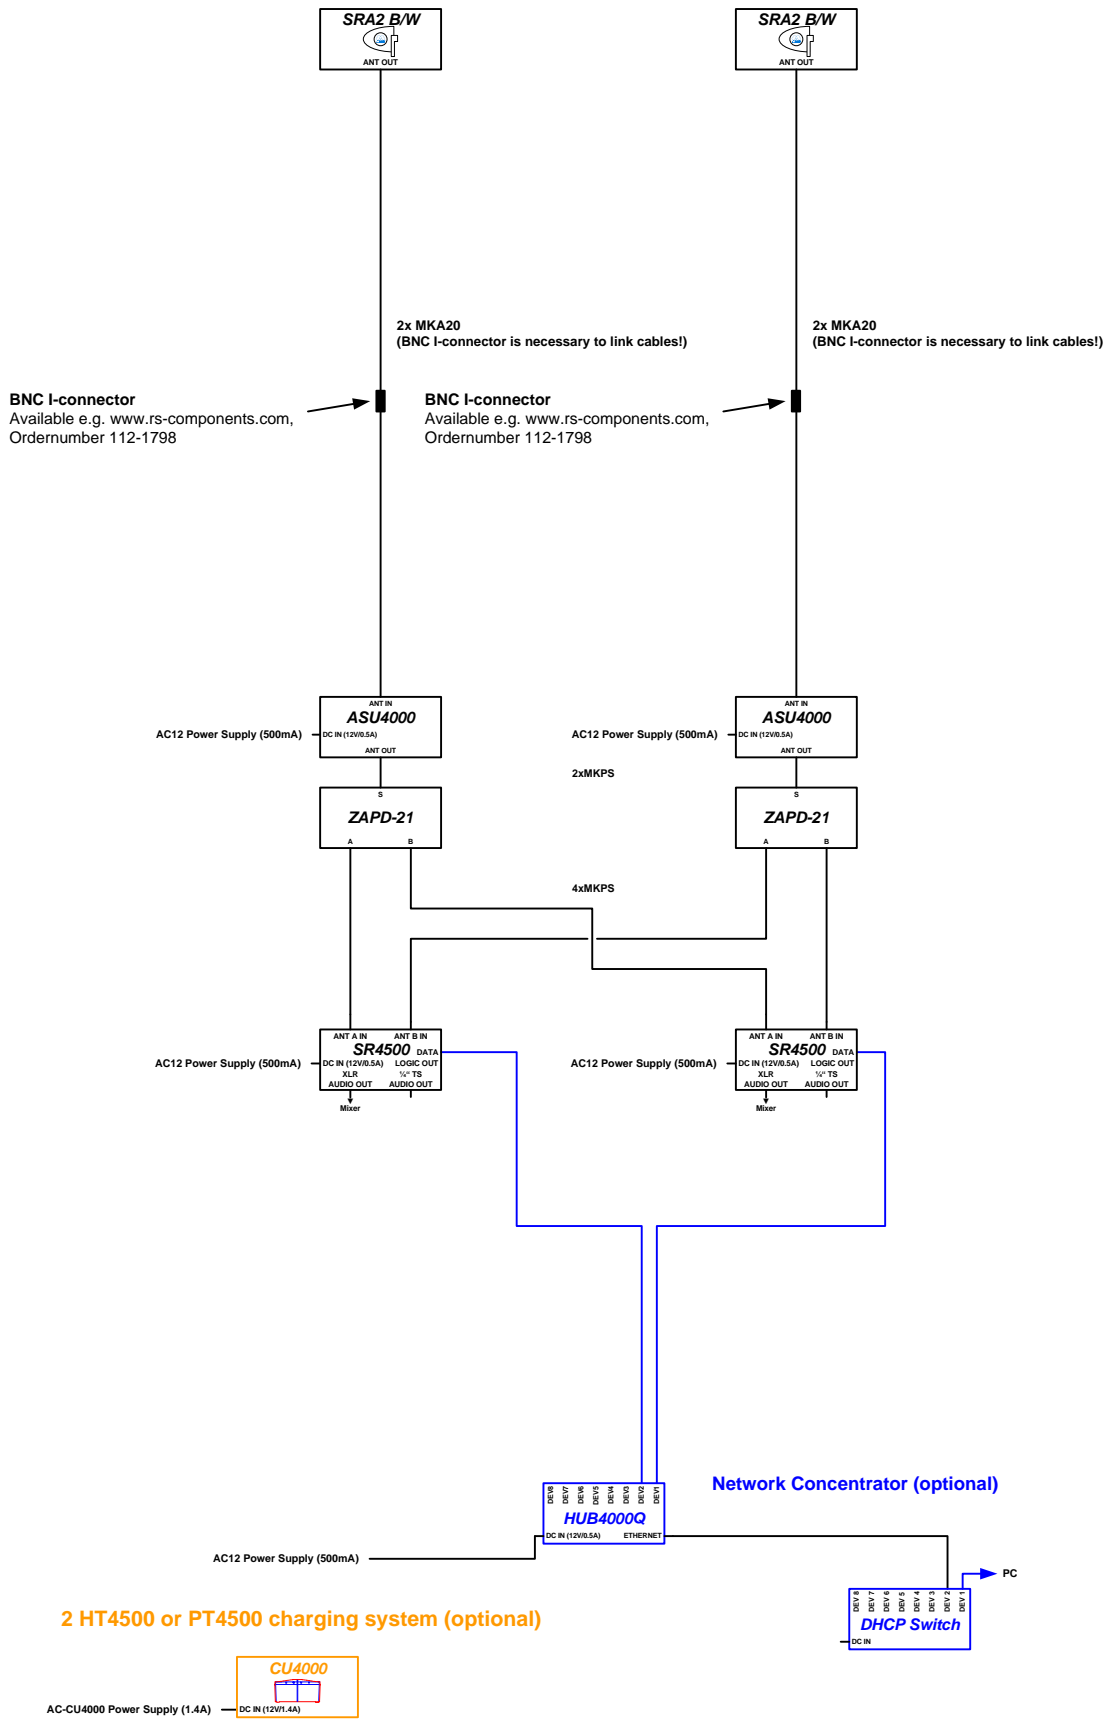 SRA2 B/W
ANT OUT
SRA2 B/W
ANT OUT
2x MKA20
(BNC I-connector is necessary to link cables!)
2x MKA20
(BNC I-connector is necessary to link cables!)
BNC I-connector
Available e.g. www.rs-components.com,
Ordernumber 112-1798
BNC I-connector
Available e.g. www.rs-components.com,
Ordernumber 112-1798
ANT IN
ASU4000
AC12 Power Supply (500mA)
DC IN (12V/0.5A)
ANT OUT
ANT IN
ASU4000
AC12 Power Supply (500mA)
DC IN (12V/0.5A)
ANT OUT
2xMKPS
S
ZAPD-21
A B
S
ZAPD-21
A B
4xMKPS
ANT A IN ANT B IN
SR4500 DATA
AC12 Power Supply (500mA)
DC IN (12V/0.5A) LOGIC OUT
XLR ¼“ TS
AUDIO OUT AUDIO OUT
Mixer
ANT A IN ANT B IN
SR4500 DATA
AC12 Power Supply (500mA)
DC IN (12V/0.5A) LOGIC OUT
XLR ¼“ TS
AUDIO OUT AUDIO OUT
Mixer
Network Concentrator (optional)
DEV8 DEV7 DEV6 DEV5 DEV4 DEV3 DEV2 DEV1
HUB4000Q
DC IN (12V/0.5A) ETHERNET
AC12 Power Supply (500mA)
PC
DEV 8 DEV 7 DEV 6 DEV 5 DEV 4 DEV 3 DEV 2 DEV 1
DHCP Switch
DC IN
2 HT4500 or PT4500 charging system (optional)
CU4000
AC-CU4000 Power Supply (1.4A)
DC IN (12V/1.4A)